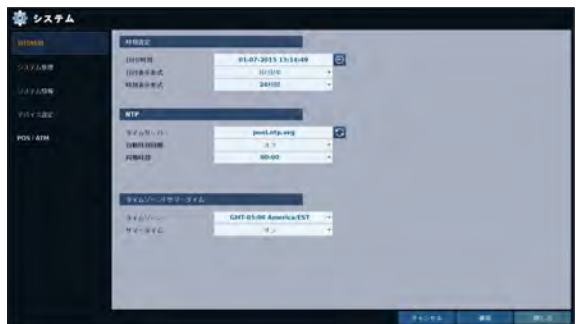 システム
日付/時刻
システム管理
システム情報
デバイス設定
POS / ATM
時刻設定
日付/時刻 01-07-2015 13:14:49
日付表示形式
時刻表示形式 24時間
NTP
タイムサーバー pool.ntp.org
自動時刻同期 オフ
同期時刻 00:00
タイムゾーン/サマータイム
タイムゾーン GMT-05:00 America/EST
サマータイム オン
キャンセル 適用 閉じる